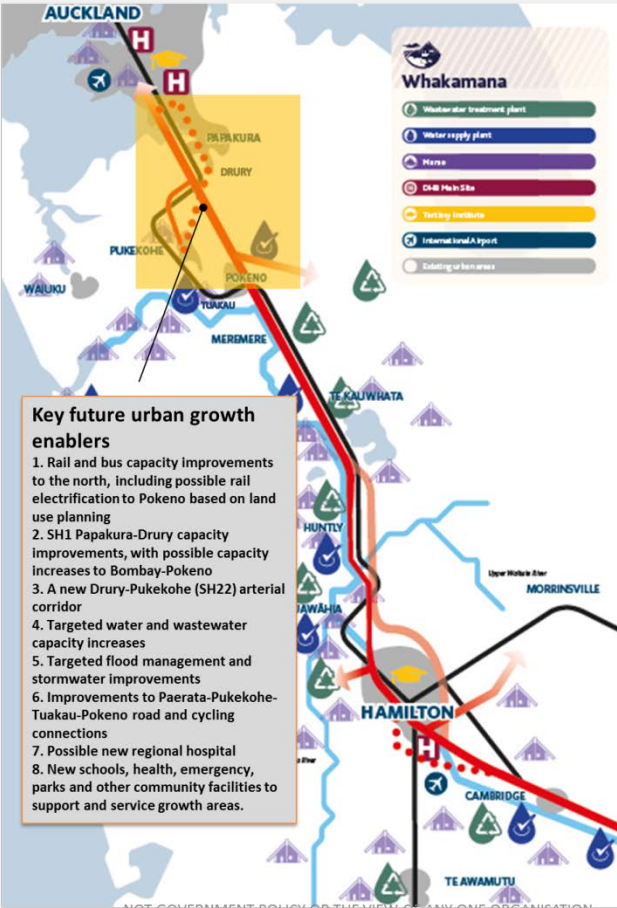 AUCKLAND
H
H
PAPAKURA
DRURY
PUKEKOHE
WAIUKU
POKENO
TUAKAU
MEREMERE
TE KAUWHATA
Whakamana
Wastewater treatment plant
Water supply plant
Marae
DHB Main Site
Tertiary Institute
International Airport
Existing urban areas
Key future urban growth
enablers
1. Rail and bus capacity improvements
to the north, including possible rail
electrification to Pokeno based on land
use planning
2. SH1 Papakura-Drury capacity
improvements, with possible capacity
increases to Bombay-Pokeno
3. A new Drury-Pukekohe (SH22) arterial
corridor
4. Targeted water and wastewater
capacity increases
5. Targeted flood management and
stormwater improvements
6. Improvements to Paerata-Pukekohe-
Tuakau-Pokeno road and cycling
connections
7. Possible new regional hospital
8. New schools, health, emergency,
parks and other community facilities to
support and service growth areas.
HUNTLY
Upper Waikato River
MORRINSVILLE
AWĀHIA
HAMILTON
H
River
CAMBRIDGE
TE AWAMUTU
NOT GOVERNMENT POLICY OR THE VIEW OF ANY ONE ORGANISATION